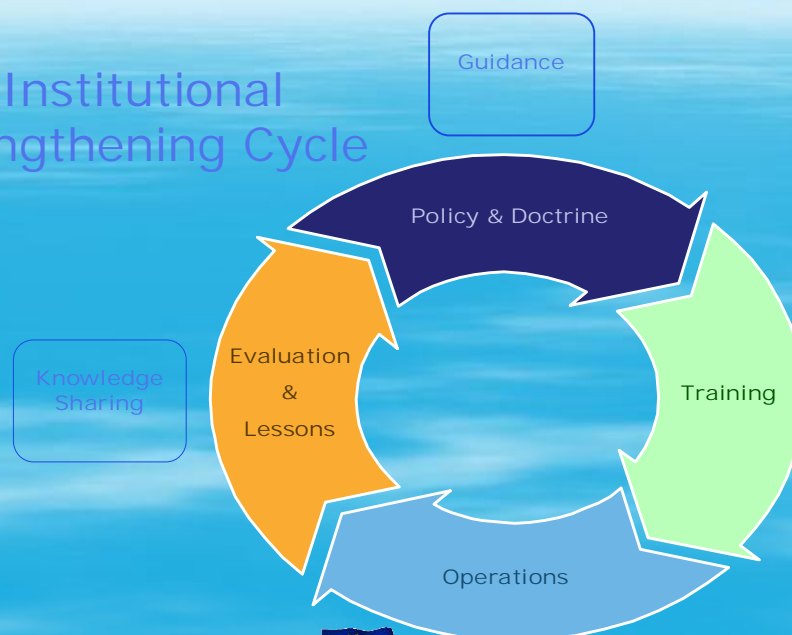 Institutional
ngthening Cycle
Guidance
Policy & Doctrine
Training
Operations
Evaluation
&
Lessons
Knowledge
Sharing